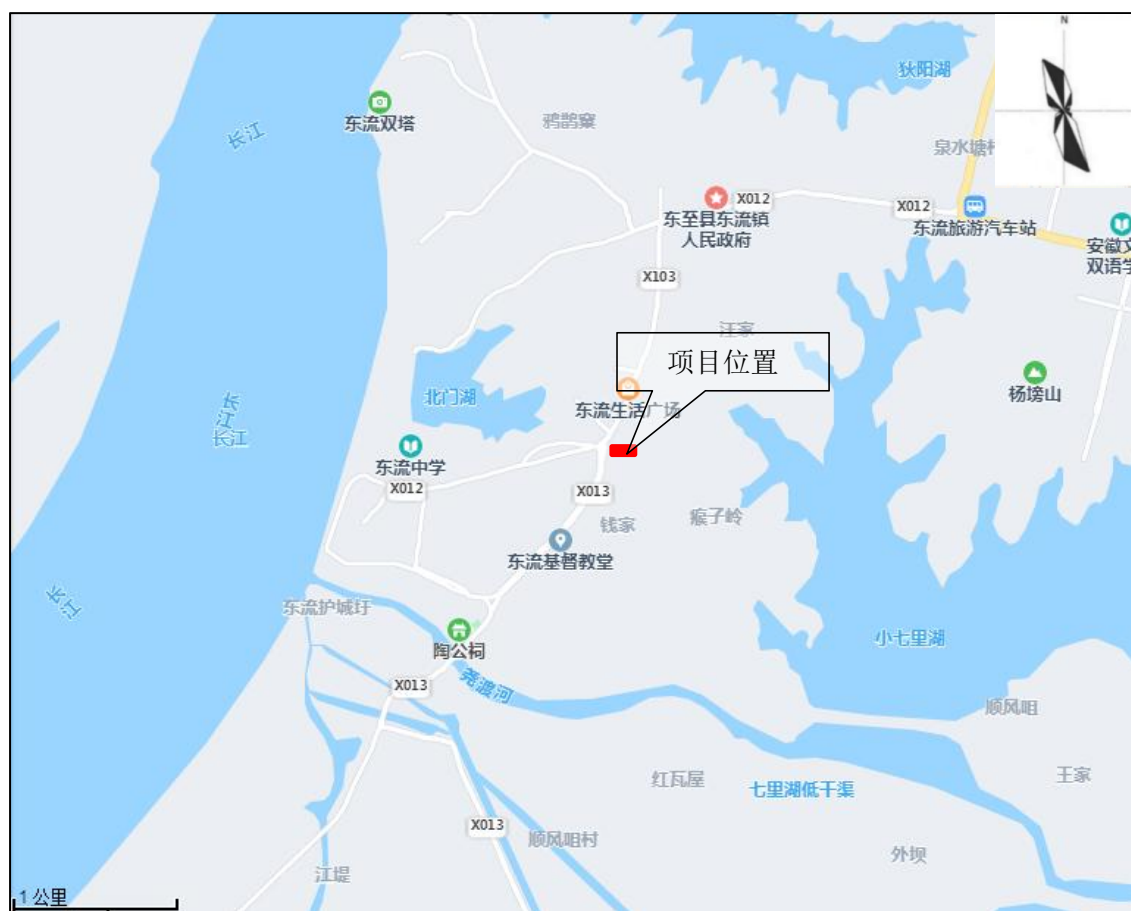 N
狄阳湖
长江
东流双塔
鸦鹊窠
泉水塘村
X012
X012
东至县东流镇
人民政府
东流旅游汽车站
安徽文
双语学
X103
汪家
项目位置
杨塝山
北门湖
东流生活广场
长江
长江
东流中学
X012
X013
钱家
瘊子岭
东流基督教堂
长江
东流护城圩
小七里湖
陶公祠
X013
尧渡河
顺风咀
红瓦屋
七里湖低干渠
王家
X013
顺风咀村
外坝
江堤
1 公里